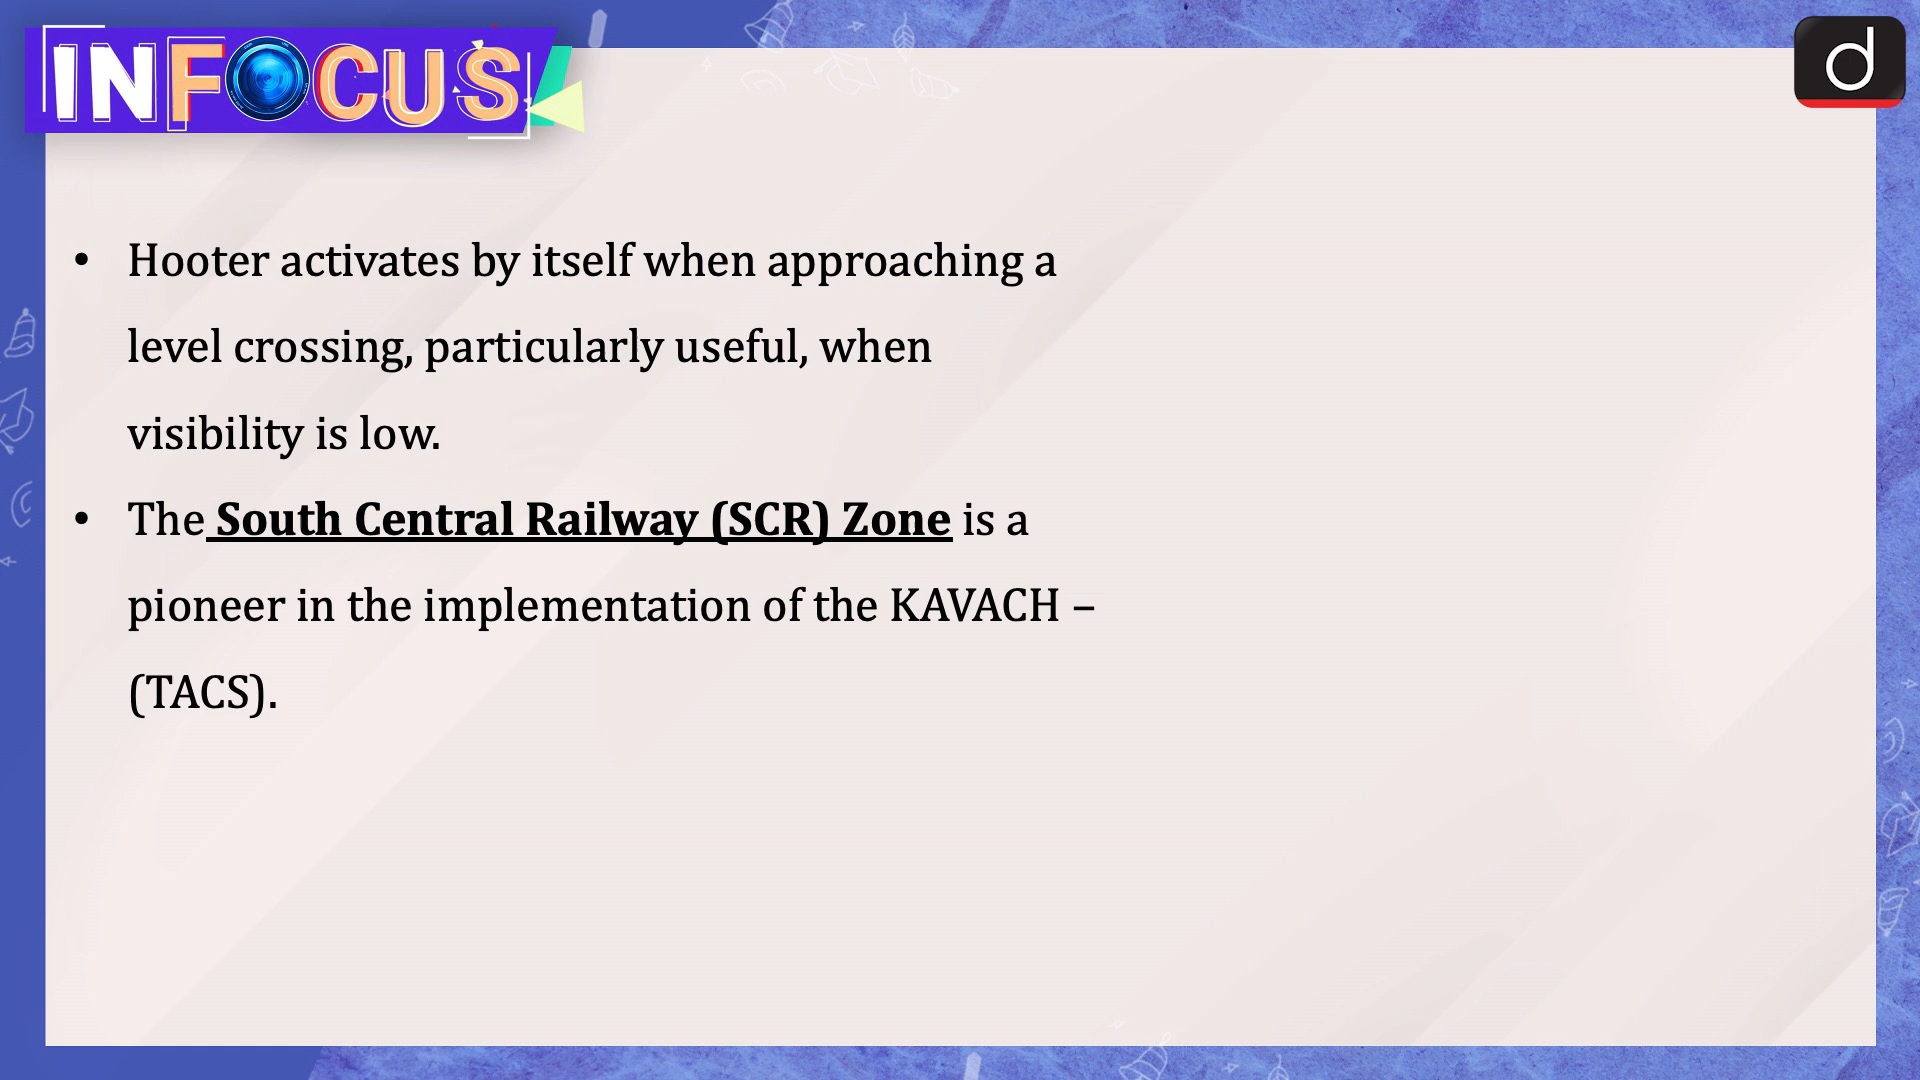 INFOCUS
d
• Hooter activates by itself when approaching a
level crossing, particularly useful, when
visibility is low.
• The South Central Railway (SCR) Zone is a
pioneer in the implementation of the KAVACH –
(TACS).